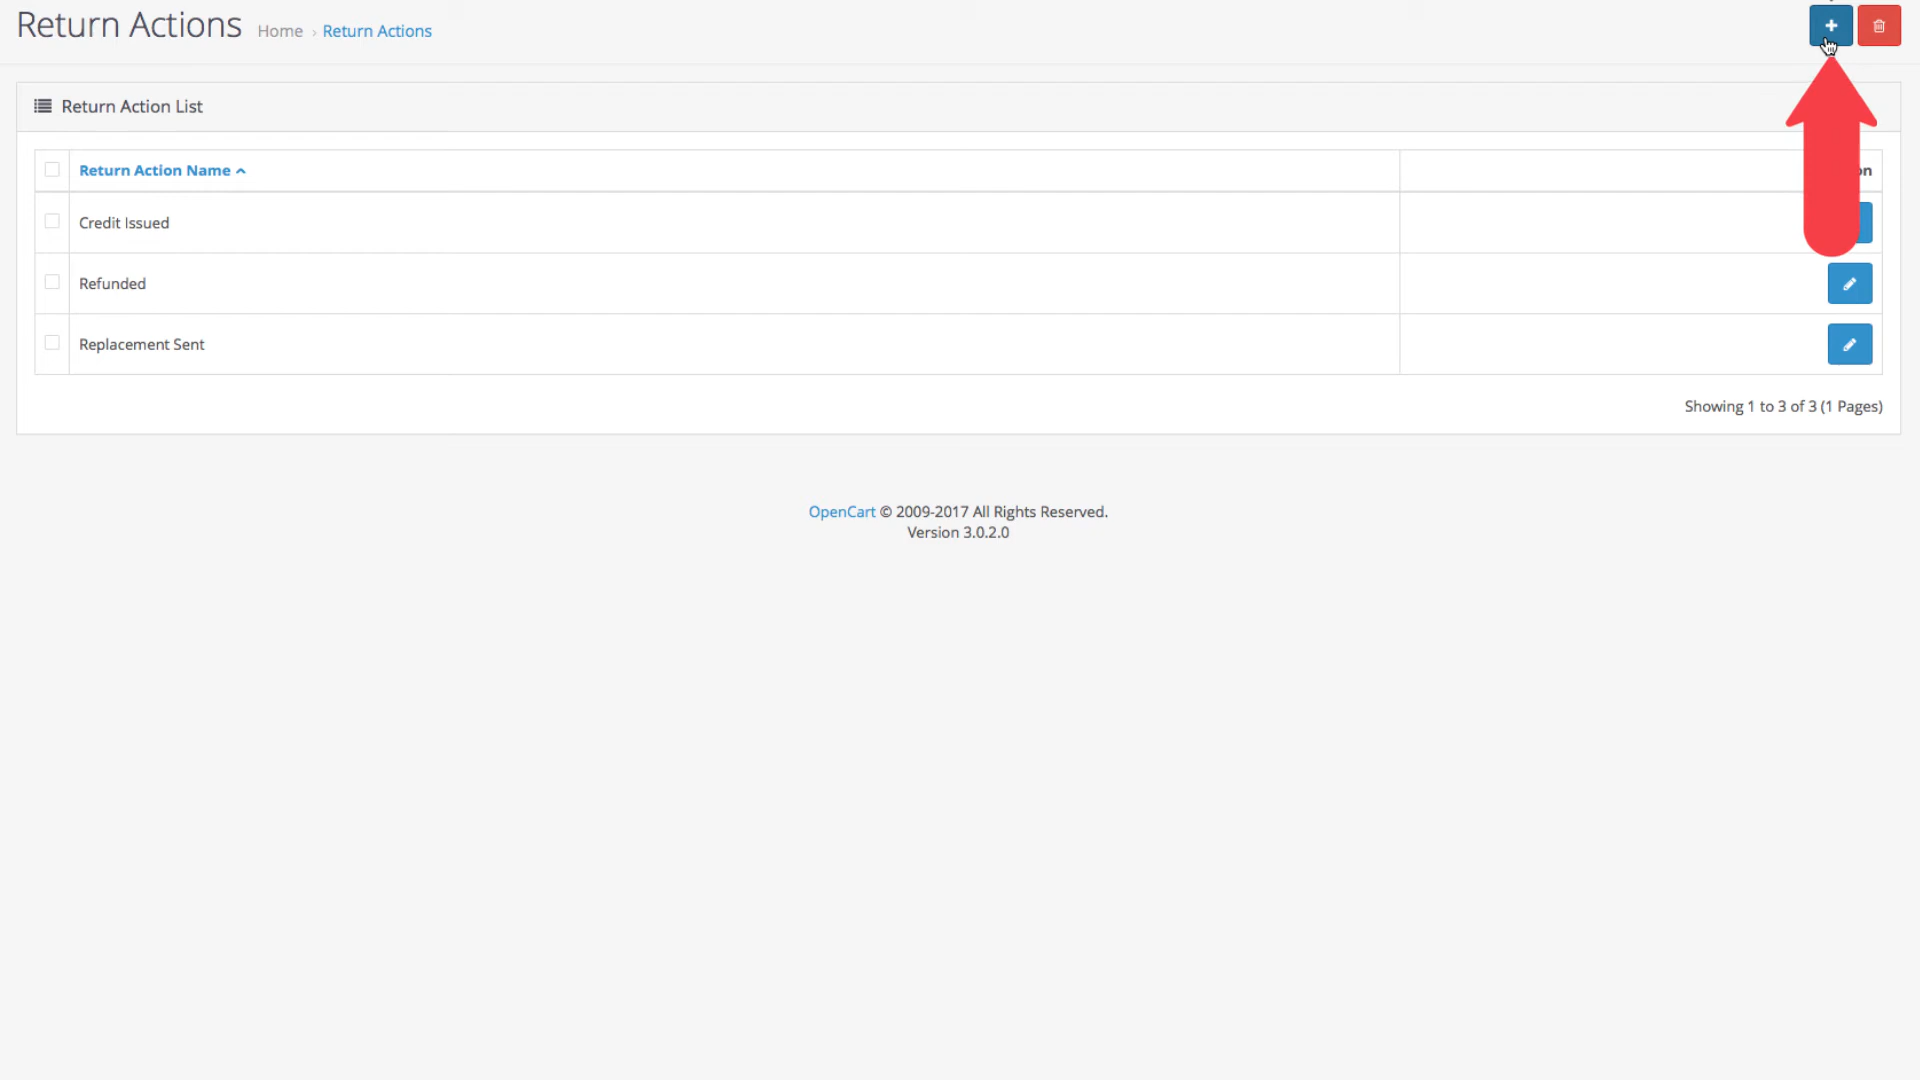 Return Actions Home › Return Actions
Return Action List
Return Action Name
Credit Issued
Refunded
Replacement Sent
Showing 1 to 3 of 3 (1 Pages)
OpenCart © 2009-2017 All Rights Reserved.
Version 3.0.2.0